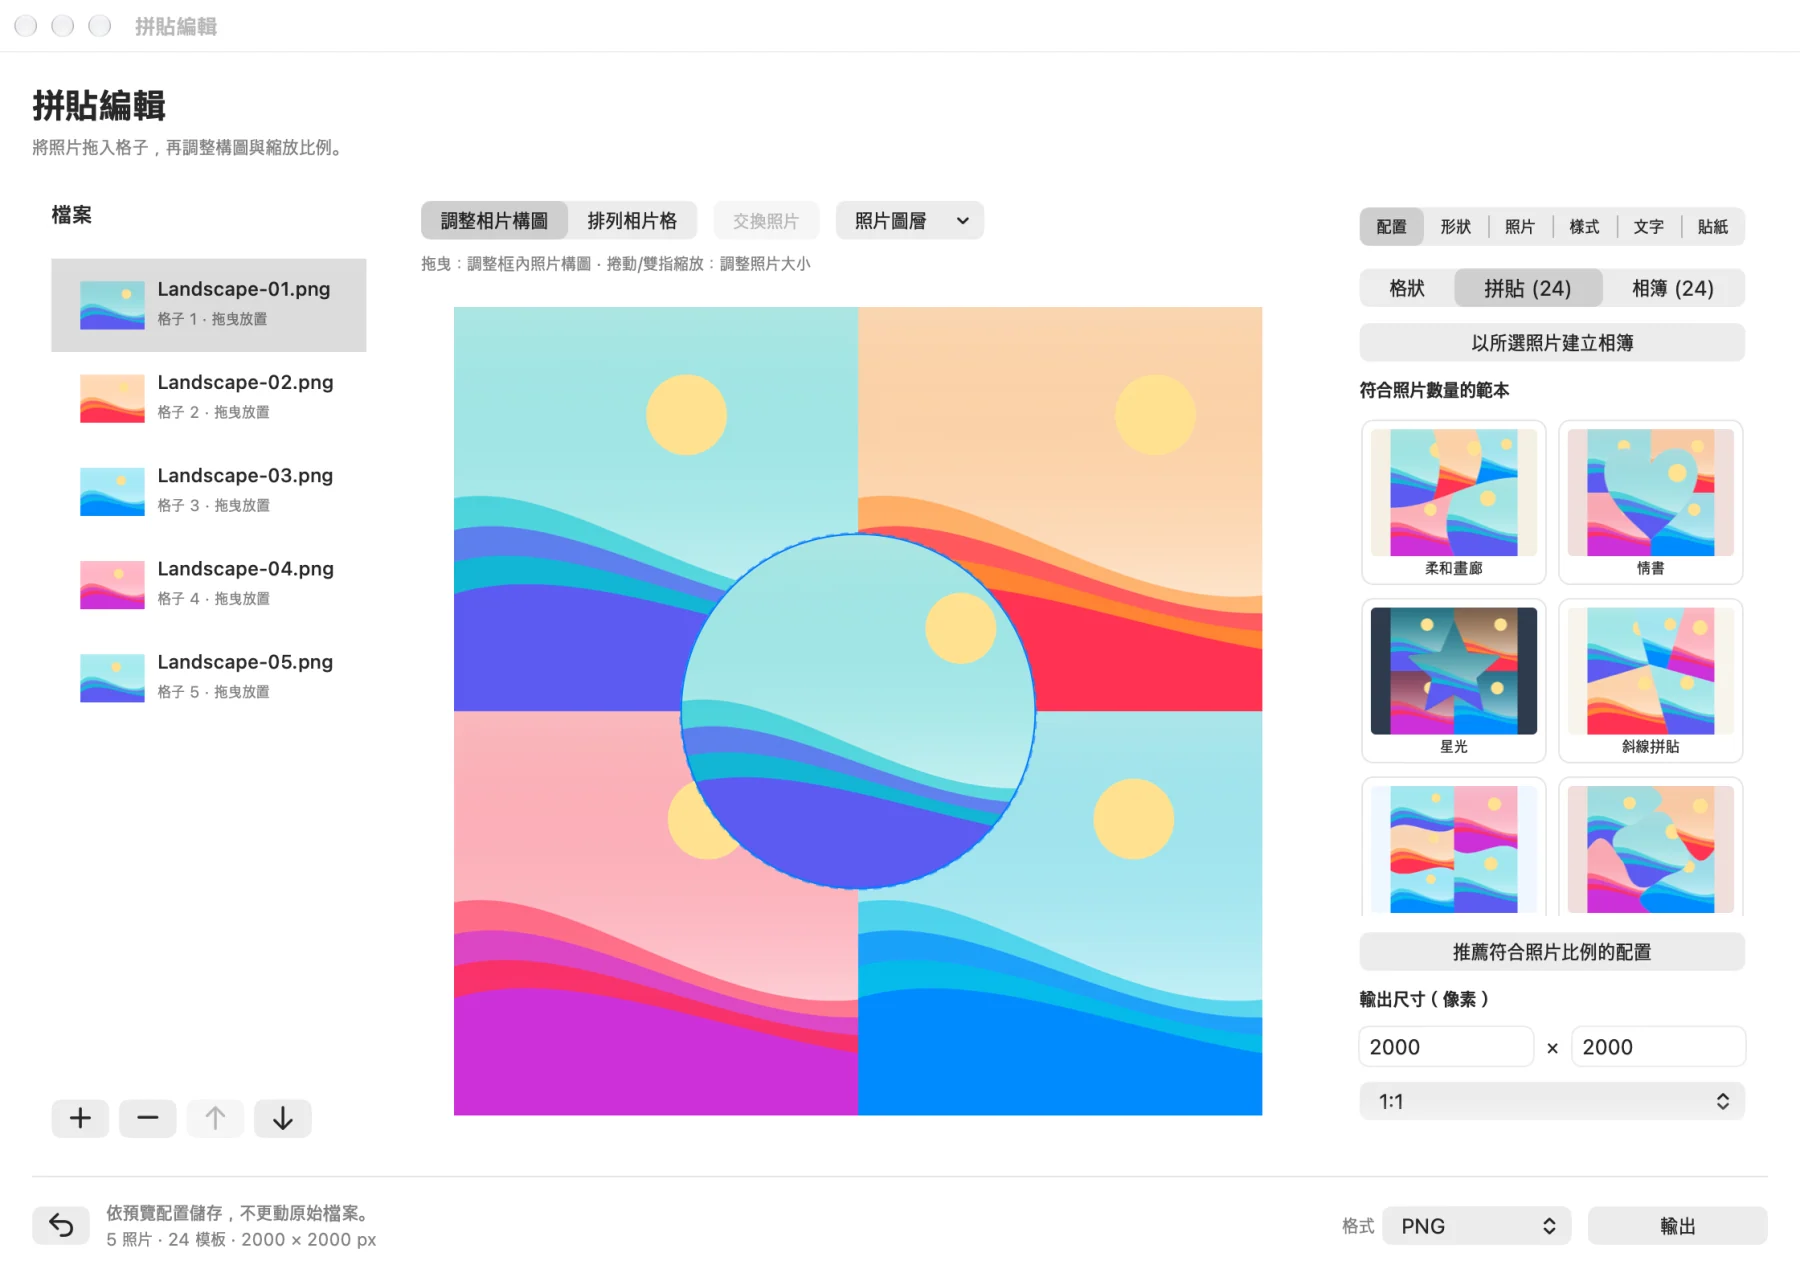 拼貼編輯
拼貼編輯
將照片拖入格子，再調整構圖與縮放比例。
檔案
Landscape-01.png
格子 1 · 拖曳放置
Landscape-02.png
格子 2 · 拖曳放置
Landscape-03.png
格子 3 · 拖曳放置
Landscape-04.png
格子 4 · 拖曳放置
Landscape-05.png
格子 5 · 拖曳放置
調整相片構圖 排列相片格 交換照片 照片圖層
拖曳：調整框內照片構圖 · 捲動/雙指縮放：調整照片大小
配置 形狀 照片 樣式 文字 貼紙
格狀 拼貼 (24) 相簿 (24)
以所選照片建立相簿
符合照片數量的範本
柔和畫廊 情書
星光 斜線拼貼
推薦符合照片比例的配置
輸出尺寸（像素）
2000 × 2000
1:1
依預覽配置儲存，不更動原始檔案。
5 照片 · 24 模板 · 2000 × 2000 px
格式 PNG 輸出